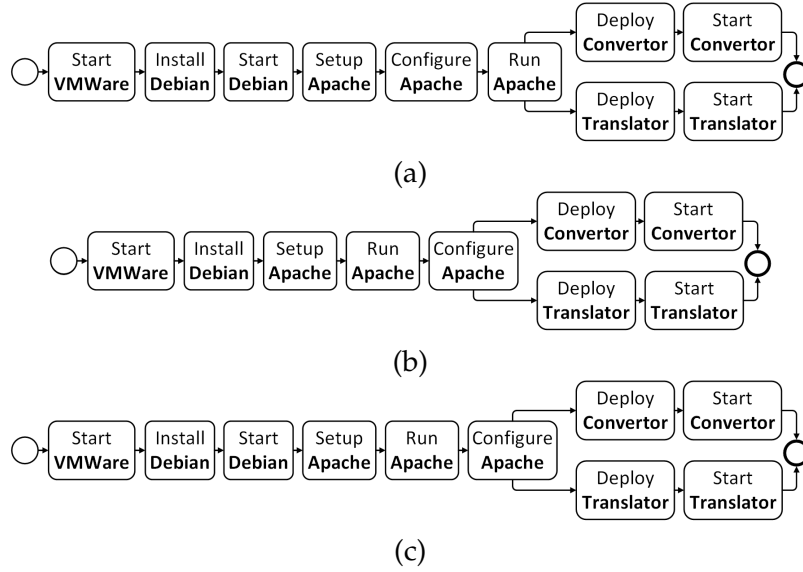 Deploy
Convertor
Start
Convertor
Start
VMWare
Install
Debian
Start
Debian
Setup
Apache
Configure
Apache
Run
Apache
Deploy
Translator
Start
Translator
(a)
Deploy
Convertor
Start
Convertor
Start
VMWare
Install
Debian
Setup
Apache
Run
Apache
Configure
Apache
Deploy
Translator
Start
Translator
(b)
Deploy
Convertor
Start
Convertor
Start
VMWare
Install
Debian
Start
Debian
Setup
Apache
Run
Apache
Configure
Apache
Deploy
Translator
Start
Translator
(c)